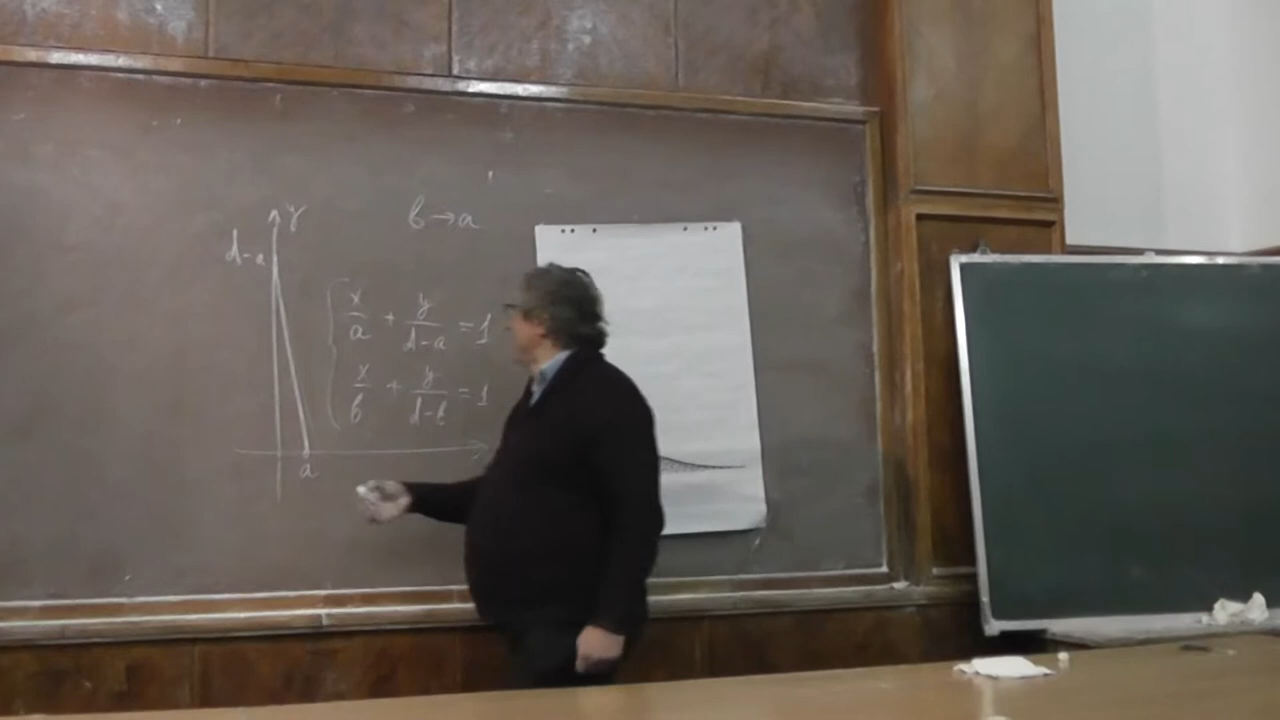 y
b → a
d-a
x/a + y/(d-a) = 1
x/b + y/(d-b) = 1
a